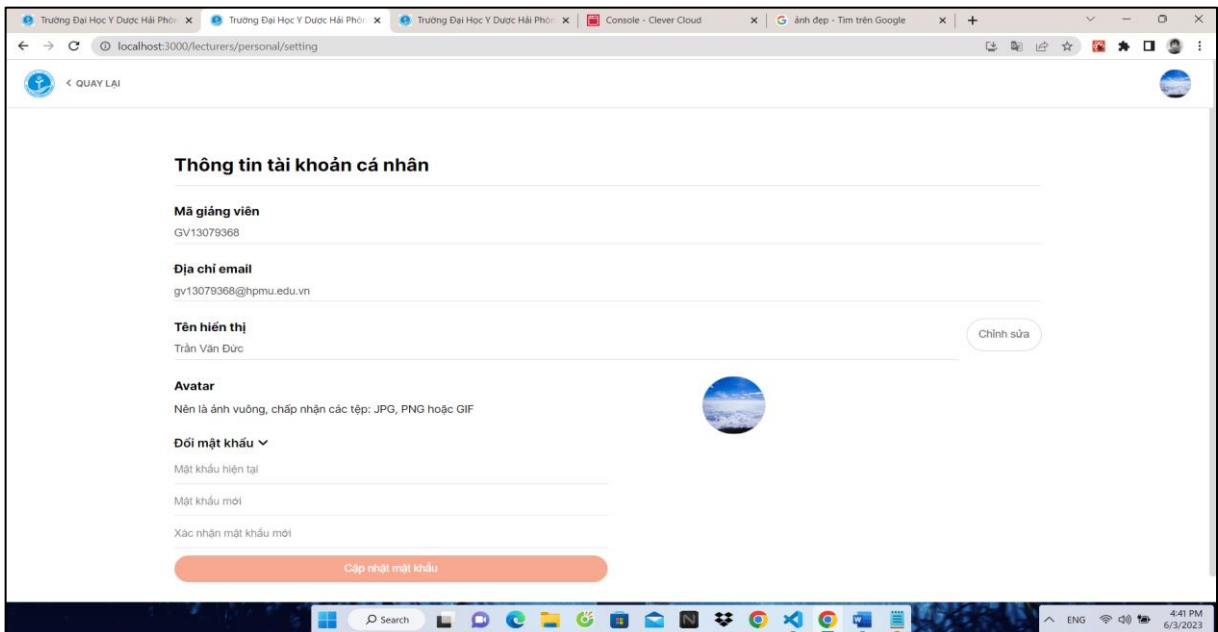 Trường Đại Học Y Dược Hải Phòn
Trường Đại Học Y Dược Hải Phòn
Trường Đại Học Y Dược Hải Phòn
Console - Clever Cloud
ảnh đẹp - Tìm trên Google
localhost:3000/lecturers/personal/setting
QUAY LẠI
Thông tin tài khoản cá nhân
Mã giảng viên
GV13079368
Địa chỉ email
gv13079368@hpmu.edu.vn
Tên hiển thị
Trần Văn Đức
Chỉnh sửa
Avatar
Nên là ảnh vuông, chấp nhận các tệp: JPG, PNG hoặc GIF
Đổi mật khẩu
Mật khẩu hiện tại
Mật khẩu mới
Xác nhận mật khẩu mới
Cập nhật mật khẩu
Search
ENG
4:41 PM
6/3/2023